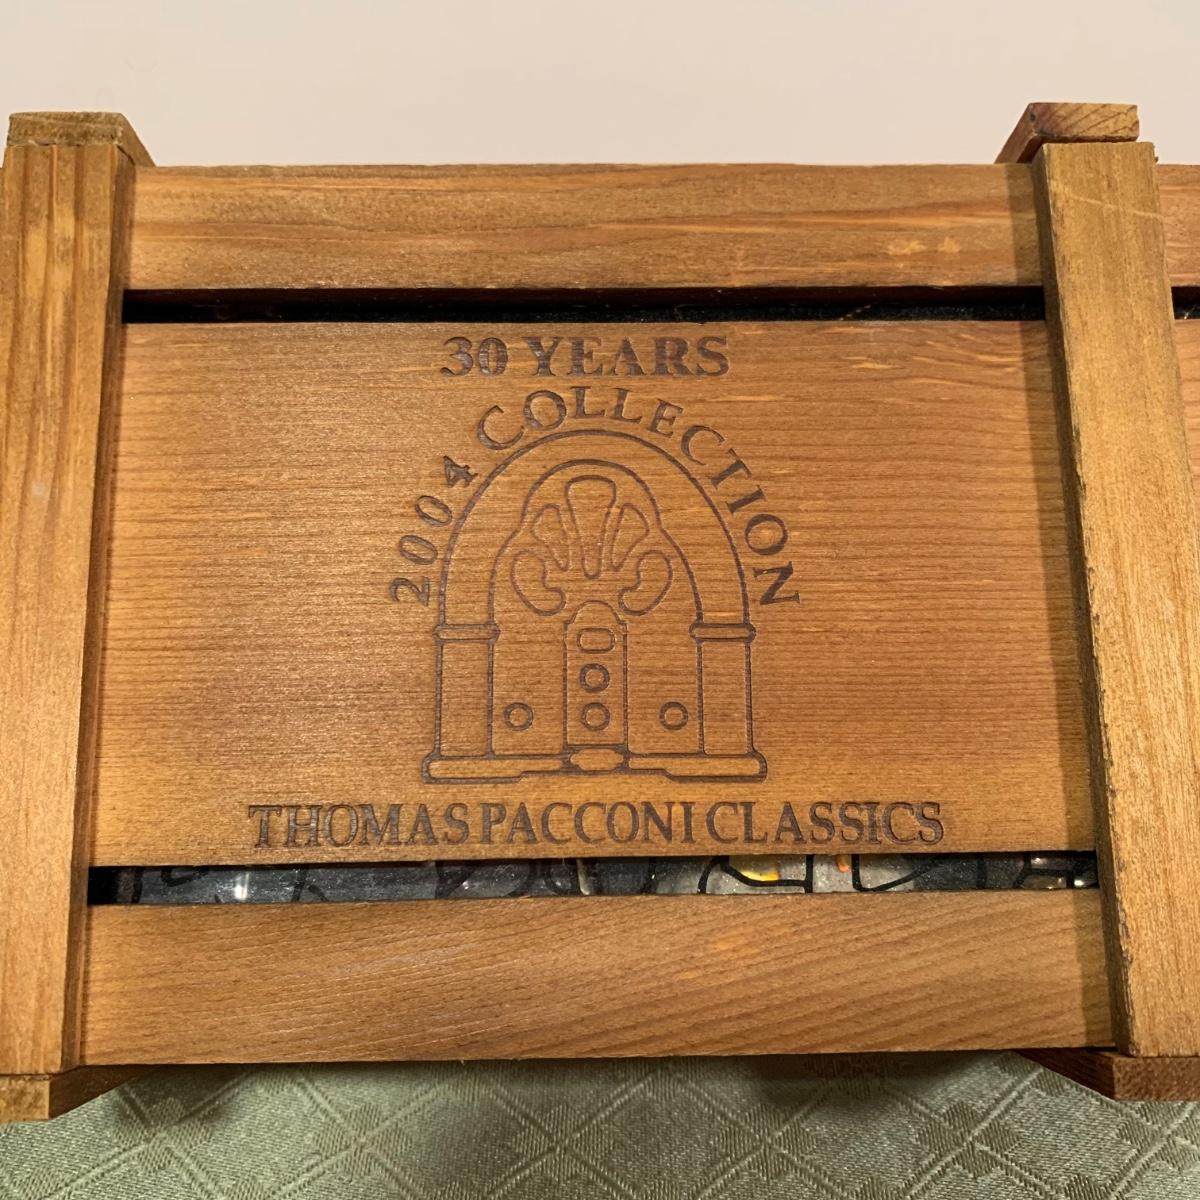 30 YEARS
2004 COLLECTION
THOMAS PACCONI CLASSICS